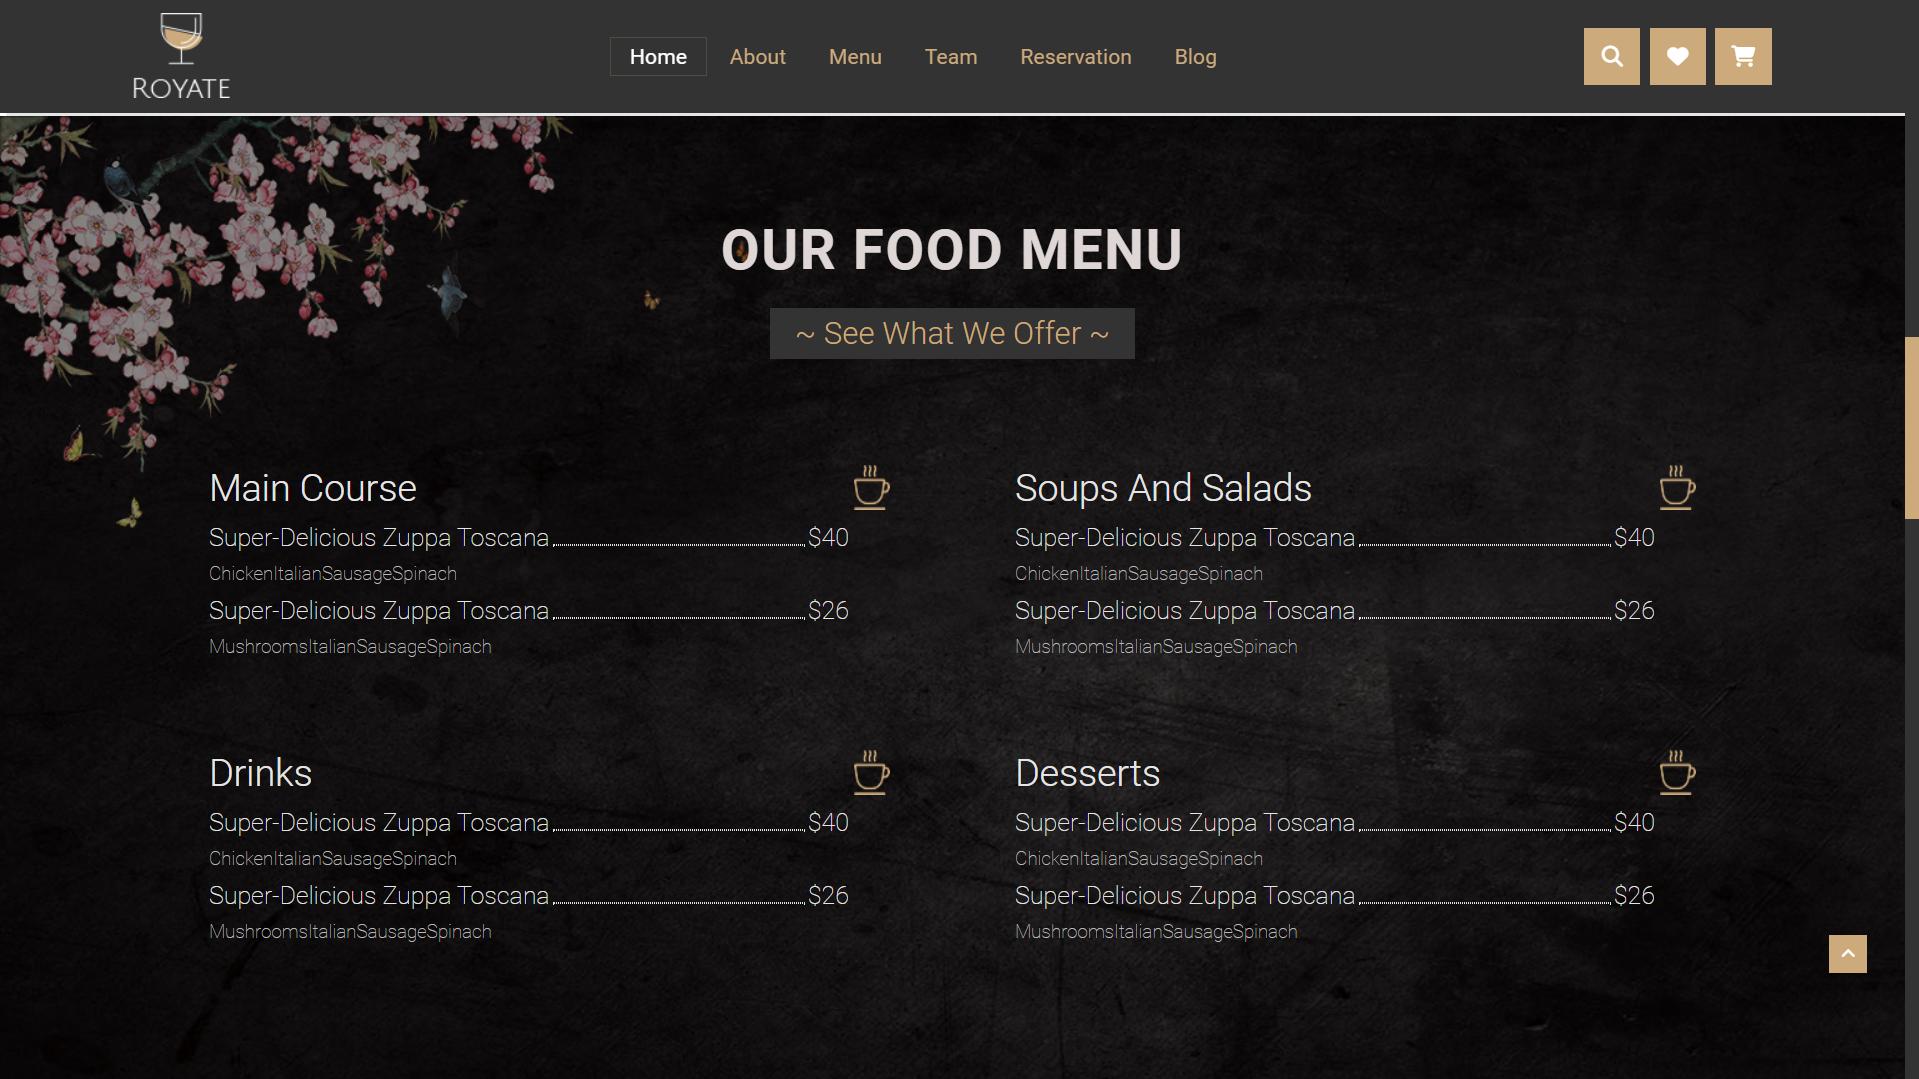 ROYATE
Home About Menu Team Reservation Blog
OUR FOOD MENU
~ See What We Offer ~
Main Course
Super-Delicious Zuppa Toscana $40
ChickenItalianSausageSpinach
Super-Delicious Zuppa Toscana $26
MushroomsItalianSausageSpinach
Soups And Salads
Super-Delicious Zuppa Toscana $40
ChickenItalianSausageSpinach
Super-Delicious Zuppa Toscana $26
MushroomsItalianSausageSpinach
Drinks
Super-Delicious Zuppa Toscana $40
ChickenItalianSausageSpinach
Super-Delicious Zuppa Toscana $26
MushroomsItalianSausageSpinach
Desserts
Super-Delicious Zuppa Toscana $40
ChickenItalianSausageSpinach
Super-Delicious Zuppa Toscana $26
MushroomsItalianSausageSpinach